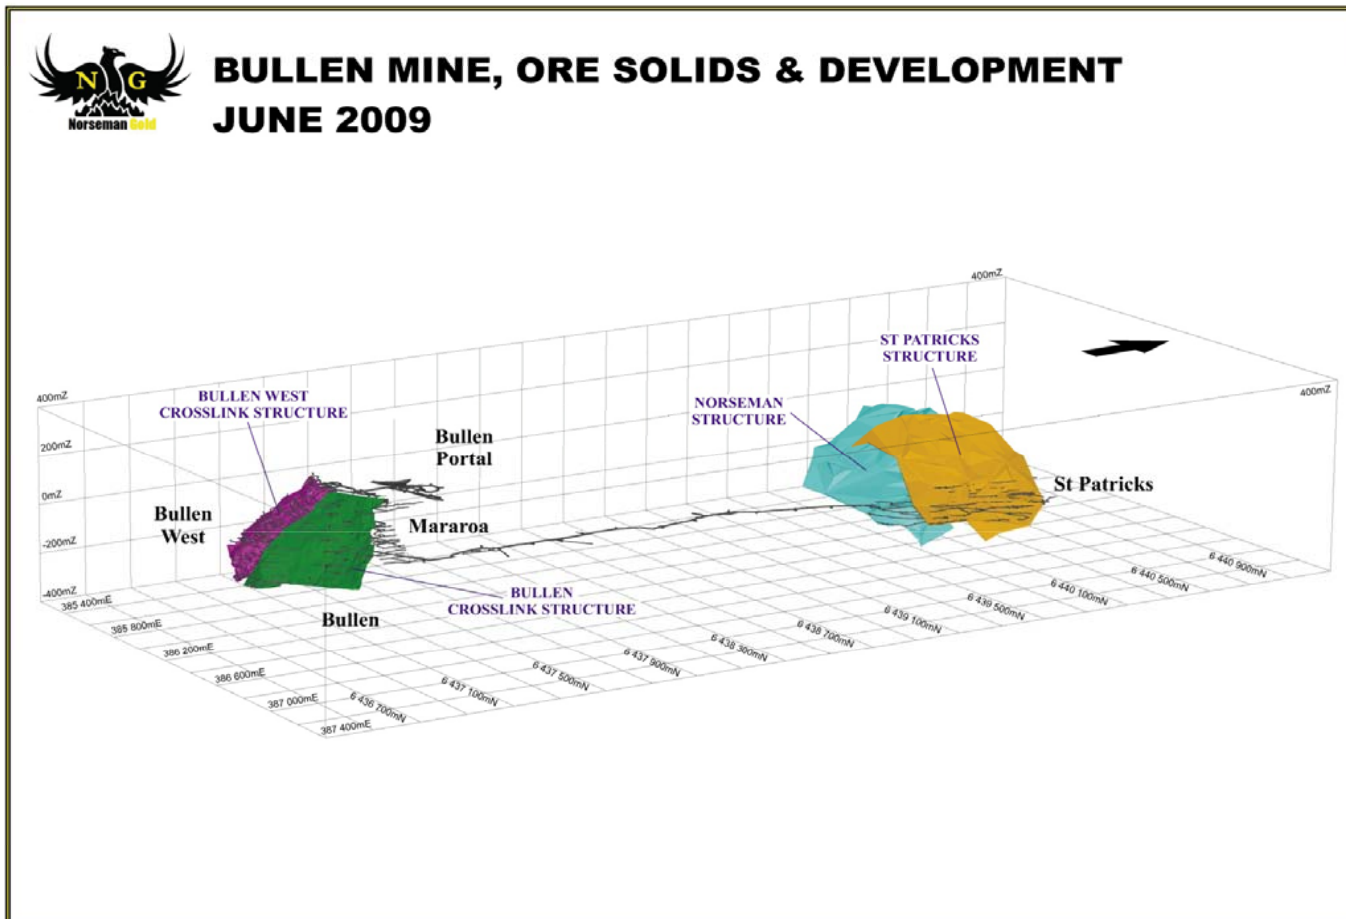 N G
Norseman Gold
BULLEN MINE, ORE SOLIDS & DEVELOPMENT
JUNE 2009
400mZ
400mZ
ST PATRICKS
STRUCTURE
400mZ
BULLEN WEST
CROSSLINK STRUCTURE
NORSEMAN
STRUCTURE
200mZ
Bullen
Portal
0mZ
St Patricks
Bullen
West
Mararoa
-200mZ
-400mZ
BULLEN
CROSSLINK STRUCTURE
Bullen
385 400mE
385 800mE
386 200mE
386 600mE
387 000mE
387 400mE
6 436 700mN
6 437 100mN
6 437 500mN
6 437 900mN
6 438 300mN
6 438 700mN
6 439 100mN
6 439 500mN
6 440 100mN
6 440 500mN
6 440 900mN